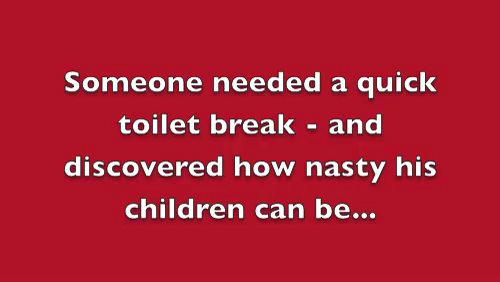 Someone needed a quick
toilet break - and
discovered how nasty his
children can be...